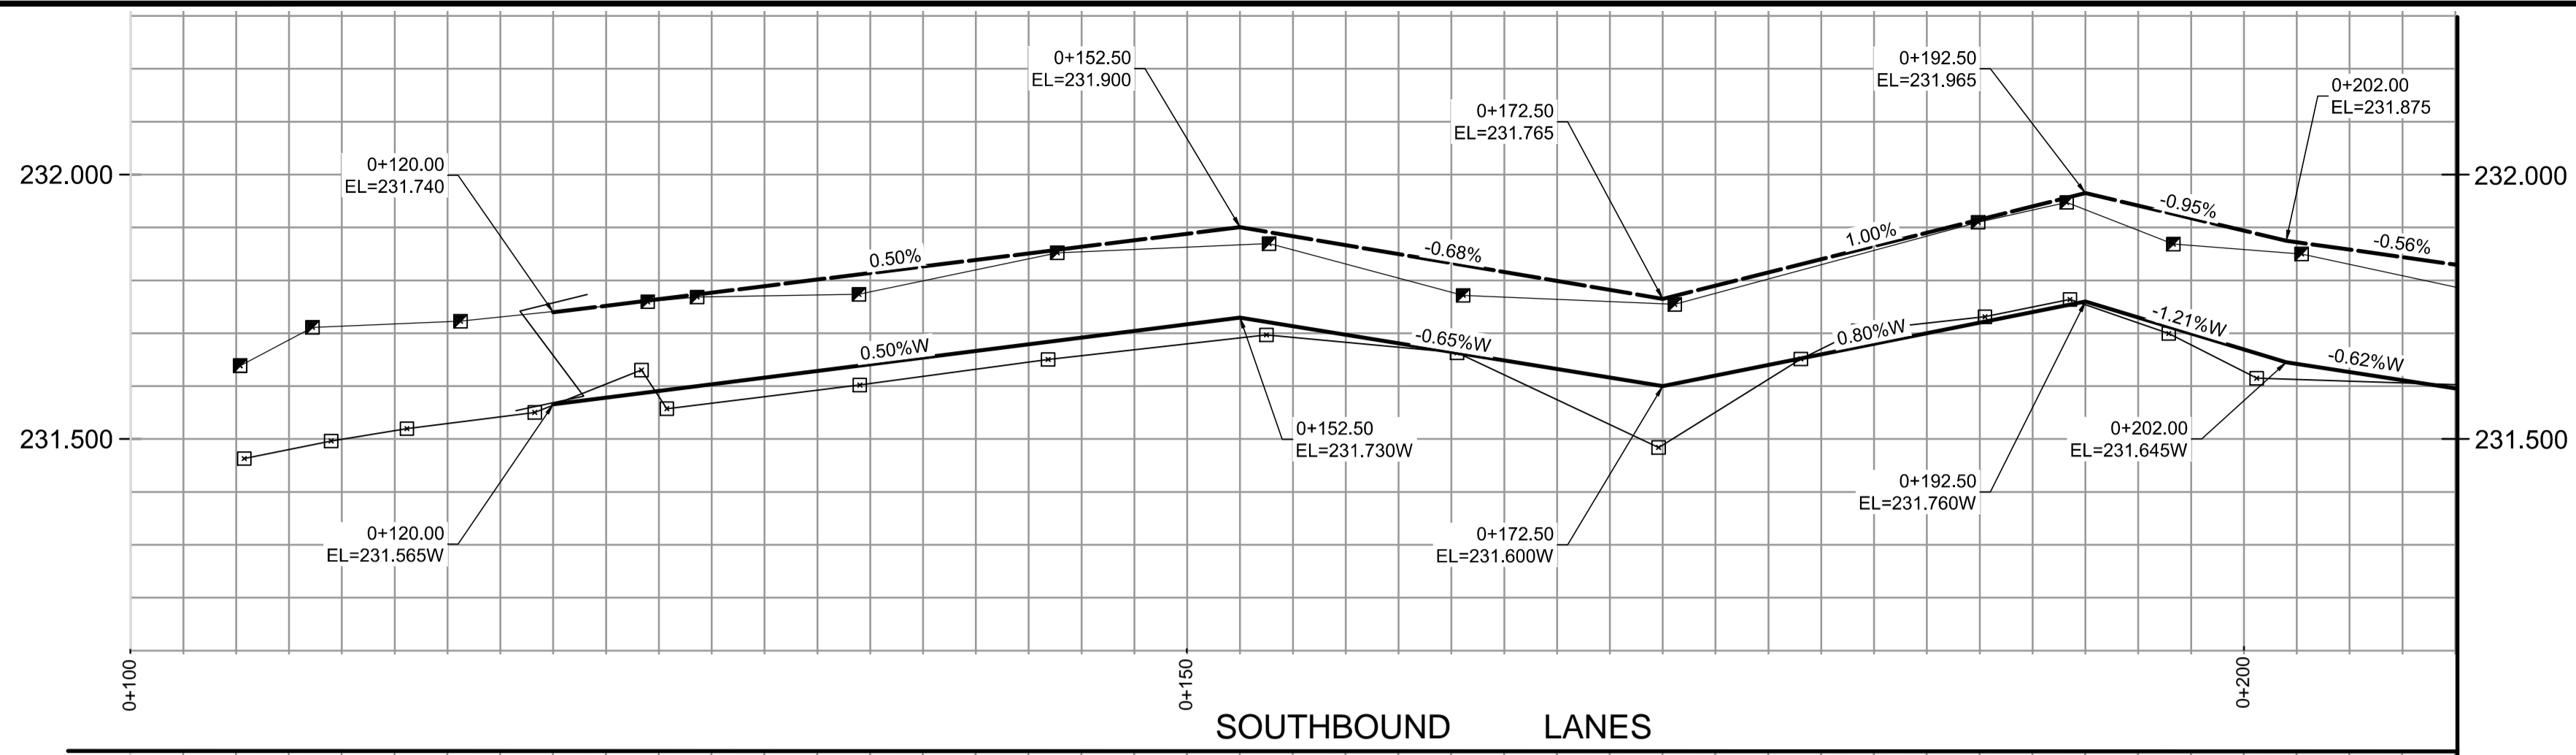 0+152.50
EL=231.900
0+192.50
EL=231.965
0+202.00
EL=231.875
0+172.50
EL=231.765
0+120.00
EL=231.740
232.000
232.000
0.50%
-0.68%
1.00%
-0.95%
-0.56%
0.50%W
-0.65%W
0.80%W
-1.21%W
-0.62%W
231.500
231.500
0+152.50
EL=231.730W
0+202.00
EL=231.645W
0+192.50
EL=231.760W
0+120.00
EL=231.565W
0+172.50
EL=231.600W
0+100
0+150
0+200
SOUTHBOUND LANES